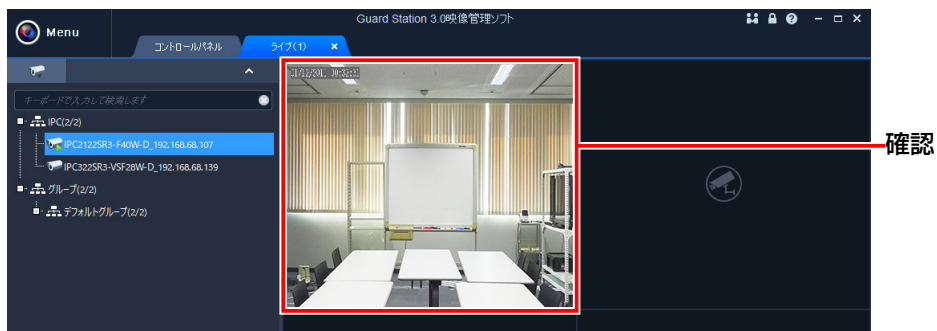 Guard Station 3.0映像管理ソフト
Menu
コントロールパネル
ライブ(1)
×
キーボードで入力して検索します
IPC(2/2)
IPC2122SR3-F40W-D_192.168.68.107
IPC322SR3-VSF28W-D_192.168.68.139
グループ(2/2)
デフォルトグループ(2/2)
確認